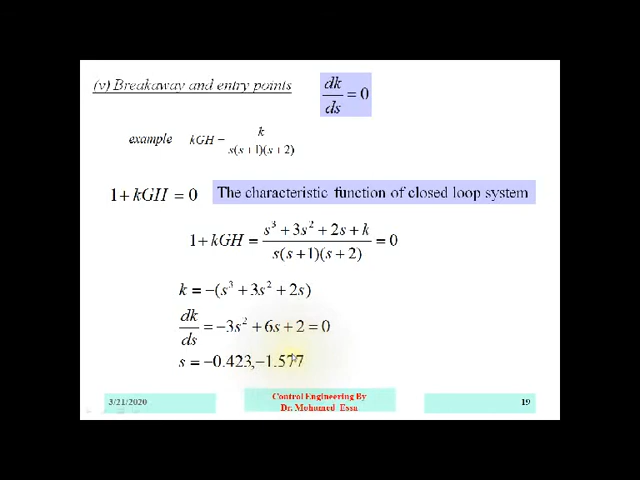 (v) Breakaway and entry points
dk/ds = 0
example kGH = k / s(s+1)(s+2)
1+kGH = 0
The characteristic function of closed loop system
1+kGH = (s³+3s²+2s+k) / s(s+1)(s+2) = 0
k = −(s³+3s²+2s)
dk/ds = −3s²+6s+2 = 0
s = −0.423,−1.577
3/21/2020
Control Engineering By
Dr. Mohamed Essa
19